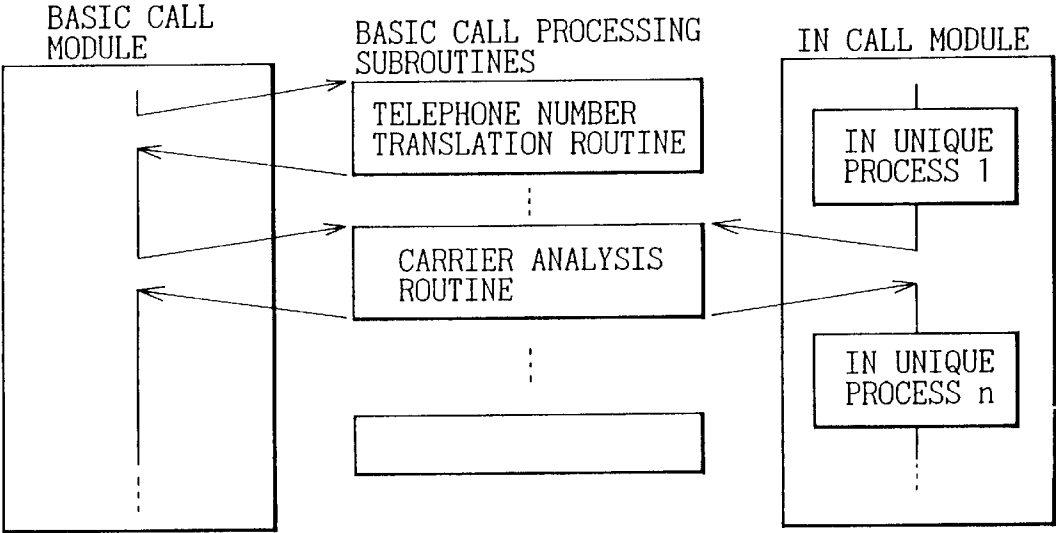 BASIC CALL
MODULE
BASIC CALL PROCESSING
SUBROUTINES
IN CALL MODULE
TELEPHONE NUMBER
TRANSLATION ROUTINE
IN UNIQUE
PROCESS 1
CARRIER ANALYSIS
ROUTINE
IN UNIQUE
PROCESS n